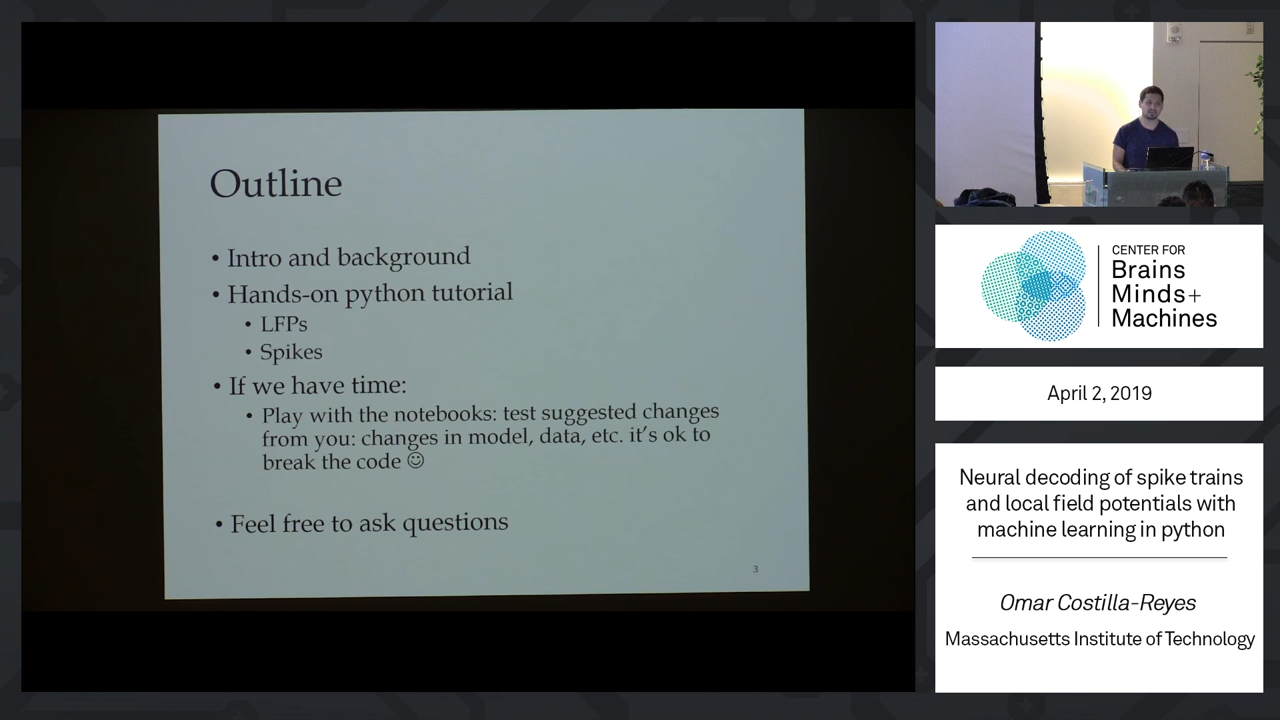 Outline
• Intro and background
• Hands-on python tutorial
• LFPs
• Spikes
• If we have time:
• Play with the notebooks: test suggested changes
from you: changes in model, data, etc. it's ok to
break the code ☺
• Feel free to ask questions
3
CENTER FOR
Brains
Minds+
Machines
April 2, 2019
Neural decoding of spike trains
and local field potentials with
machine learning in python
Omar Costilla-Reyes
Massachusetts Institute of Technology